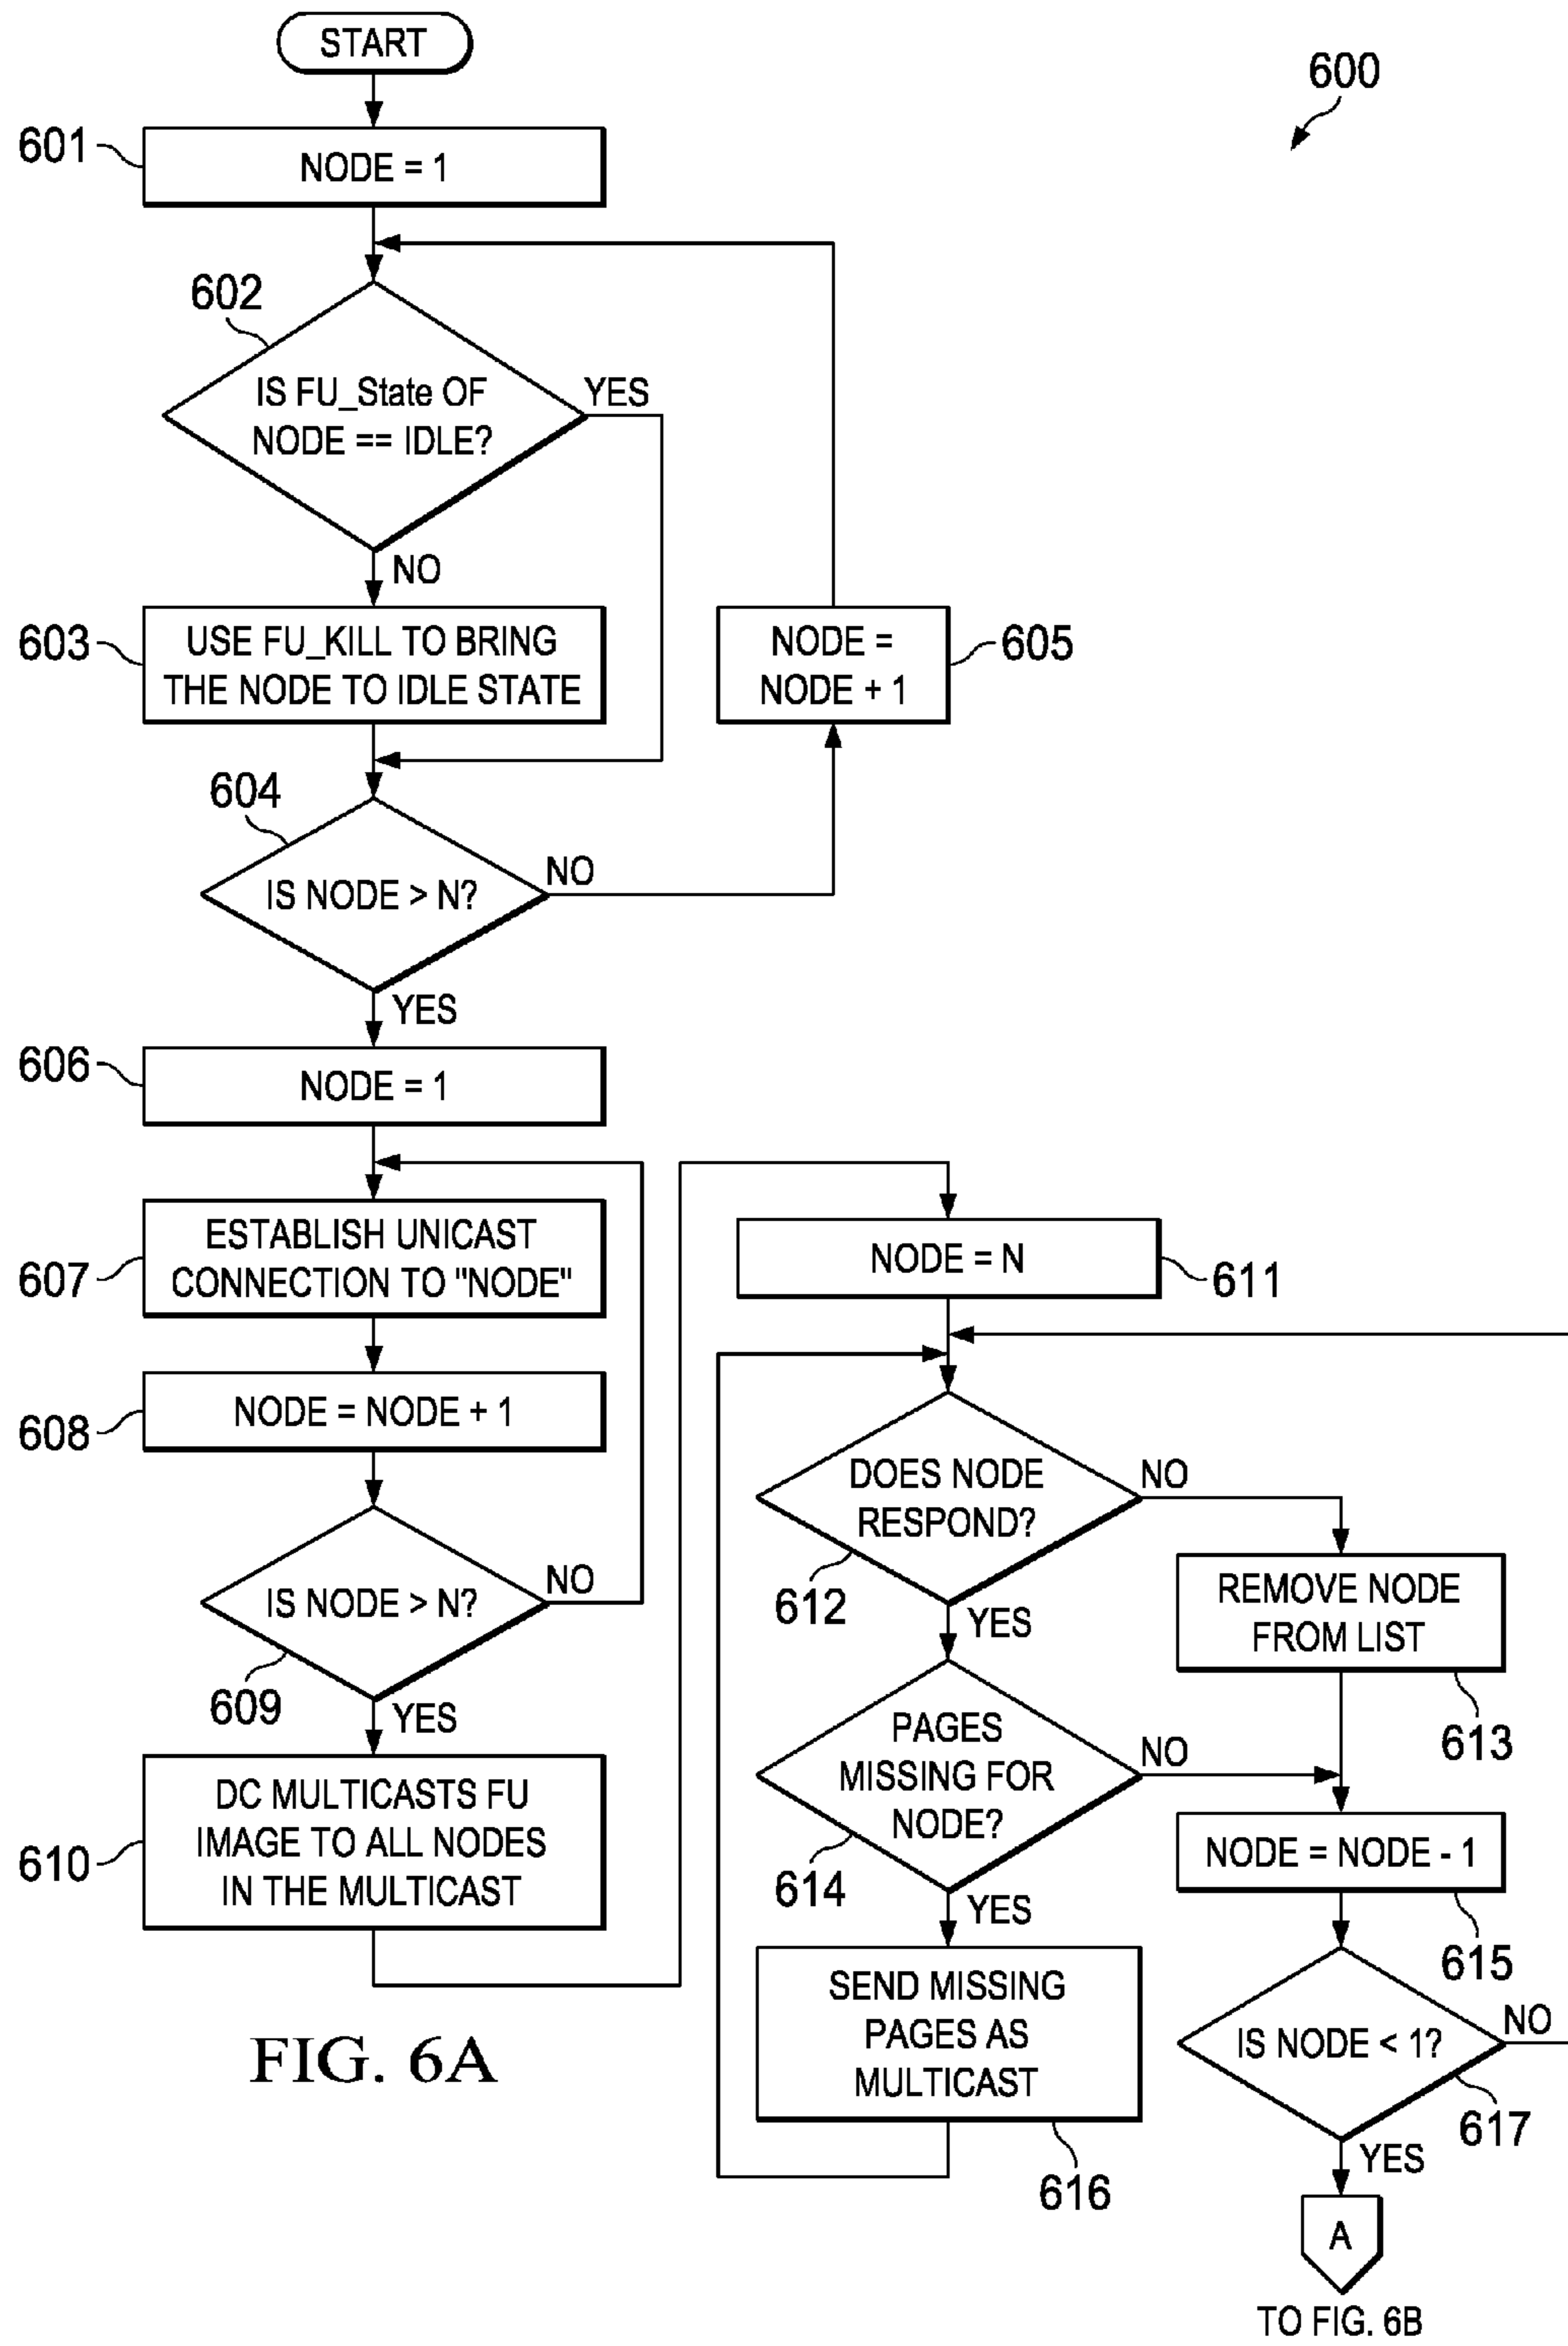 START
600
601
NODE = 1
602
IS FU_State OF
NODE == IDLE?
YES
NO
603
USE FU_KILL TO BRING
THE NODE TO IDLE STATE
NODE =
NODE + 1
605
604
IS NODE > N?
NO
YES
606
NODE = 1
607
ESTABLISH UNICAST
CONNECTION TO "NODE"
608
NODE = NODE + 1
IS NODE > N?
NO
609
YES
610
DC MULTICASTS FU
IMAGE TO ALL NODES
IN THE MULTICAST
NODE = N
611
DOES NODE
RESPOND?
NO
612
YES
REMOVE NODE
FROM LIST
613
PAGES
MISSING FOR
NODE?
NO
614
YES
NODE = NODE - 1
615
SEND MISSING
PAGES AS
MULTICAST
616
IS NODE < 1?
NO
617
YES
A
TO FIG. 6B
FIG. 6A